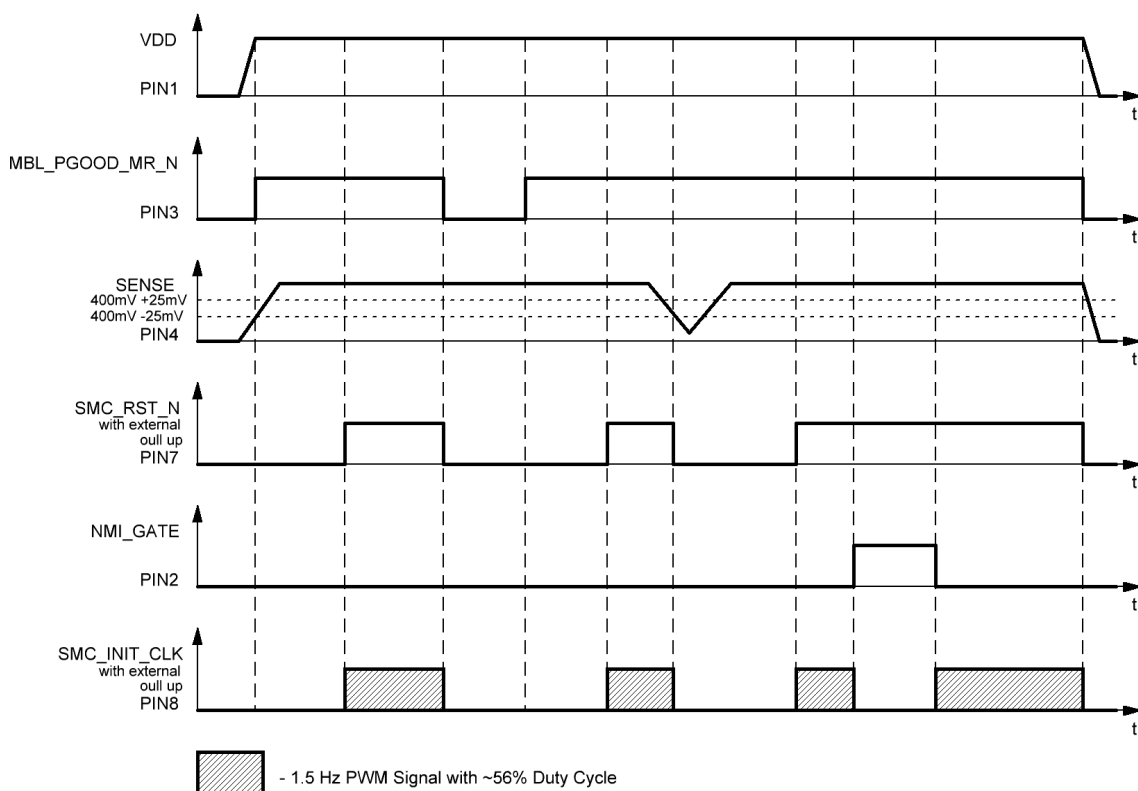 VDD
PIN1
t
MBL_PGOOD_MR_N
PIN3
t
SENSE
400mV +25mV
400mV -25mV
PIN4
t
SMC_RST_N
with external
oull up
PIN7
t
NMI_GATE
PIN2
t
SMC_INIT_CLK
with external
oull up
PIN8
t
- 1.5 Hz PWM Signal with ~56% Duty Cycle